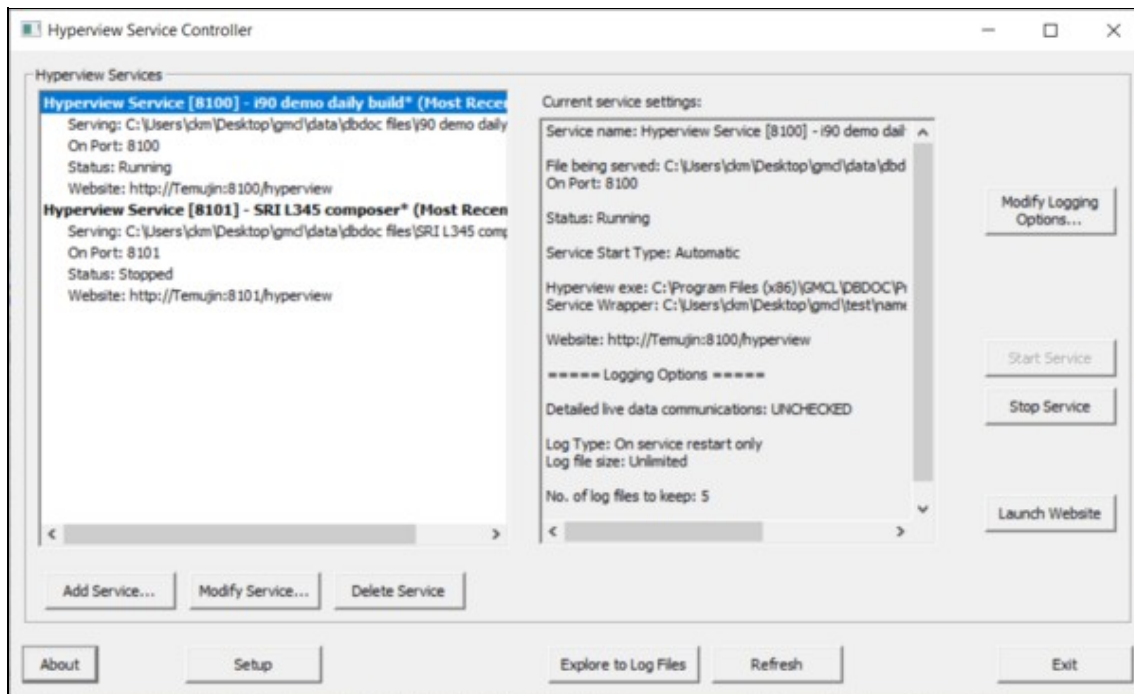 Hyperview Service Controller
Hyperview Services
Hyperview Service [8100] - i90 demo daily build* (Most Recen
Serving: C:\Users\ckm\Desktop\gmcl\data\dbdoc files\i90 demo daily
On Port: 8100
Status: Running
Website: http://Temujin:8100/hyperview
Hyperview Service [8101] - SRI L345 composer* (Most Recen
Serving: C:\Users\ckm\Desktop\gmcl\data\dbdoc files\SRI L345 comp
On Port: 8101
Status: Stopped
Website: http://Temujin:8101/hyperview
Current service settings:
Service name: Hyperview Service [8100] - i90 demo dail
File being served: C:\Users\ckm\Desktop\gmcl\data\dbd
On Port: 8100
Status: Running
Service Start Type: Automatic
Hyperview exe: C:\Program Files (x86)\GMCL\DBDOC\Pr
Service Wrapper: C:\Users\ckm\Desktop\gmcl\test\name
Website: http://Temujin:8100/hyperview
===== Logging Options =====
Detailed live data communications: UNCHECKED
Log Type: On service restart only
Log file size: Unlimited
No. of log files to keep: 5
Modify Logging
Options...
Start Service
Stop Service
Launch Website
Add Service...
Modify Service...
Delete Service
About
Setup
Explore to Log Files
Refresh
Exit